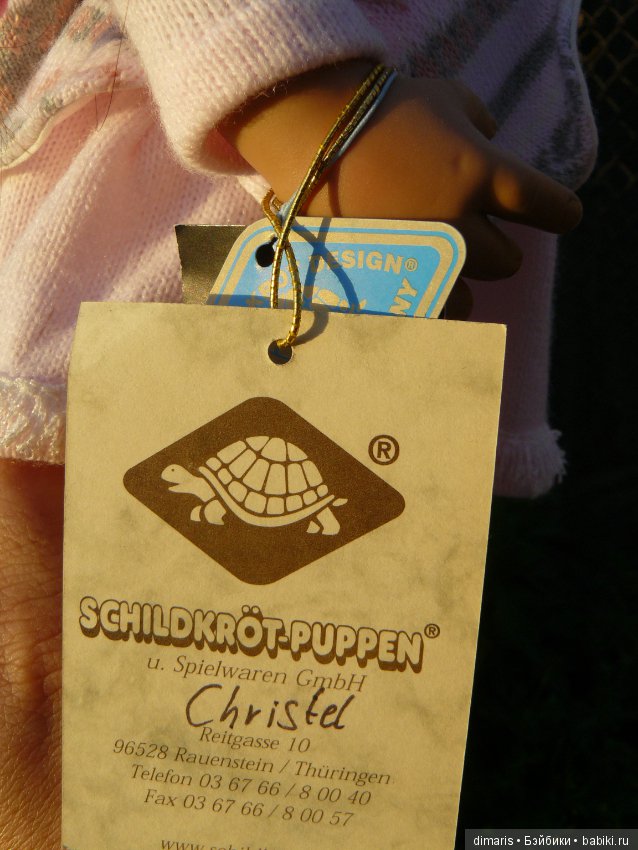 DESIGN®
®
SCHILDKRÖT-PUPPEN®
u. Spielwaren GmbH
Christel
Reitgasse 10
96528 Rauenstein / Thüringen
Telefon 03 67 66 / 8 00 40
Fax 03 67 66 / 8 00 57
dimaris • Бэйбики • babiki.ru